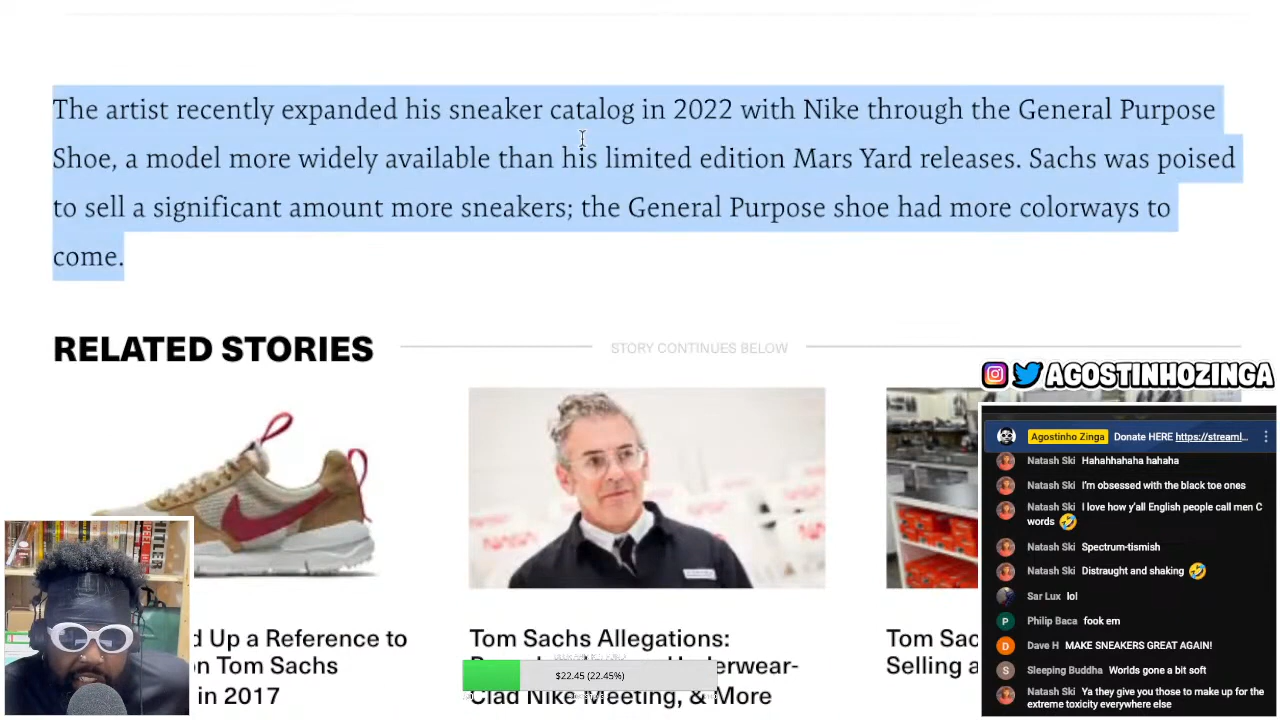 The artist recently expanded his sneaker catalog in 2022 with Nike through the General Purpose
Shoe, a model more widely available than his limited edition Mars Yard releases. Sachs was poised
to sell a significant amount more sneakers; the General Purpose shoe had more colorways to
come.
RELATED STORIES
STORY CONTINUES BELOW
d Up a Reference to
on Tom Sachs
in 2017
Tom Sachs Allegations:
Underwear-
Clad Nike Meeting, & More
Tom Sac
Selling a
$22.45 (22.45%)
AGOSTINHOZINGA
Agostinho Zinga Donate HERE https://streaml...
Natash Ski Hahahhahaha hahaha
Natash Ski I'm obsessed with the black toe ones
Natash Ski I love how y'all English people call men C
words 🤣
Natash Ski Spectrum-tismish
Natash Ski Distraught and shaking 🤣
Sar Lux lol
P Philip Baca fook em
D Dave H MAKE SNEAKERS GREAT AGAIN!
S Sleeping Buddha Worlds gone a bit soft
Natash Ski Ya they give you those to make up for the
extreme toxicity everywhere else
NASA
PEIL
TLER